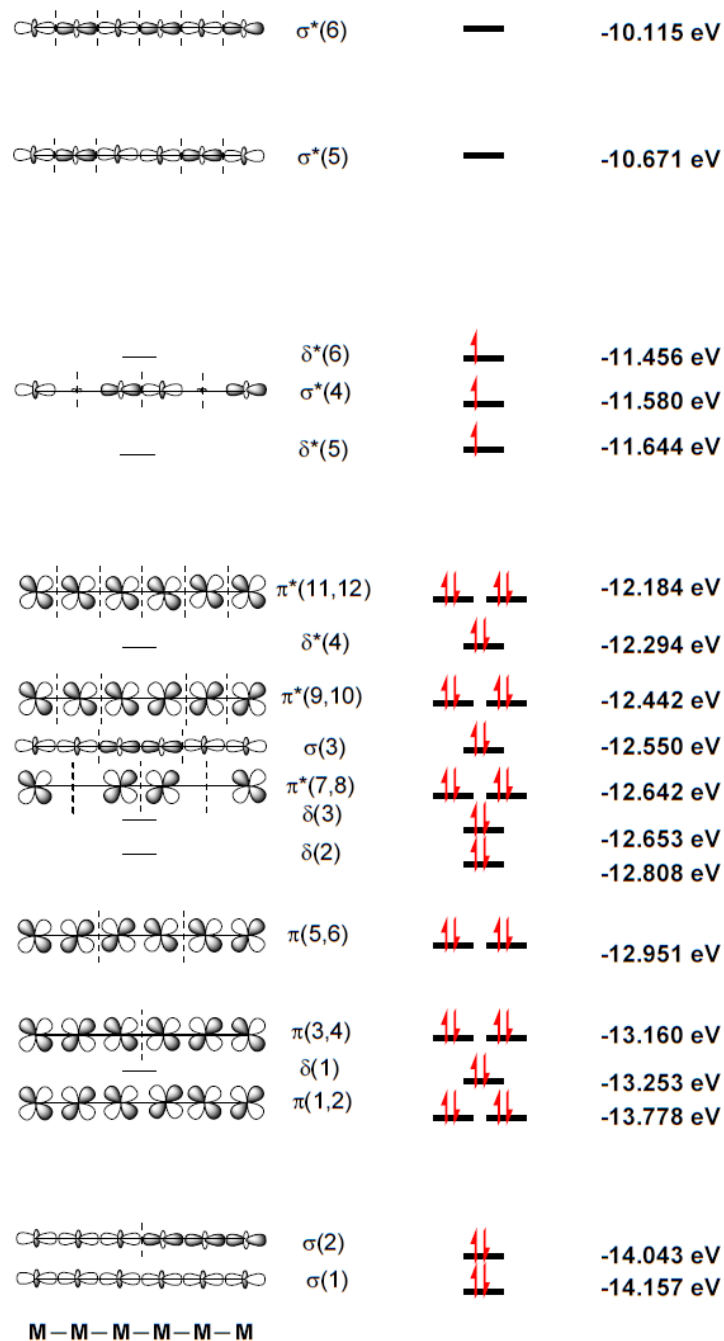 σ*(6) -10.115 eV
σ*(5) -10.671 eV
δ*(6) -11.456 eV
σ*(4) -11.580 eV
δ*(5) -11.644 eV
π*(11,12) -12.184 eV
δ*(4) -12.294 eV
π*(9,10) -12.442 eV
σ(3) -12.550 eV
π*(7,8) -12.642 eV
δ(3) -12.653 eV
δ(2) -12.808 eV
π(5,6) -12.951 eV
π(3,4) -13.160 eV
δ(1) -13.253 eV
π(1,2) -13.778 eV
σ(2) -14.043 eV
σ(1) -14.157 eV
M–M–M–M–M–M